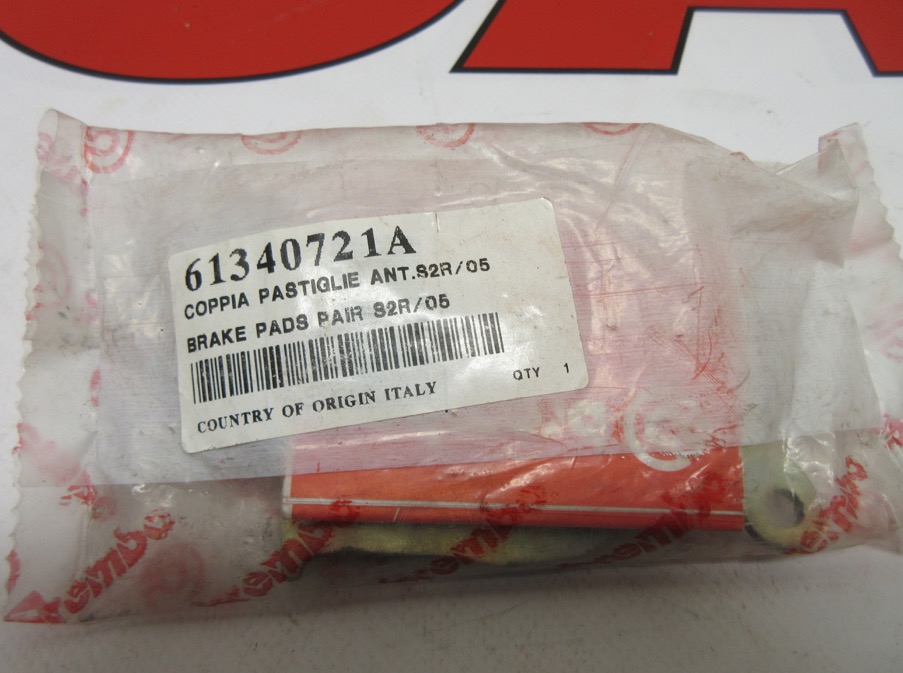 61340721A
COPPIA PASTIGLIE ANT.S2R/05
BRAKE PADS PAIR S2R/05
QTY 1
COUNTRY OF ORIGIN ITALY
brembo
brembo